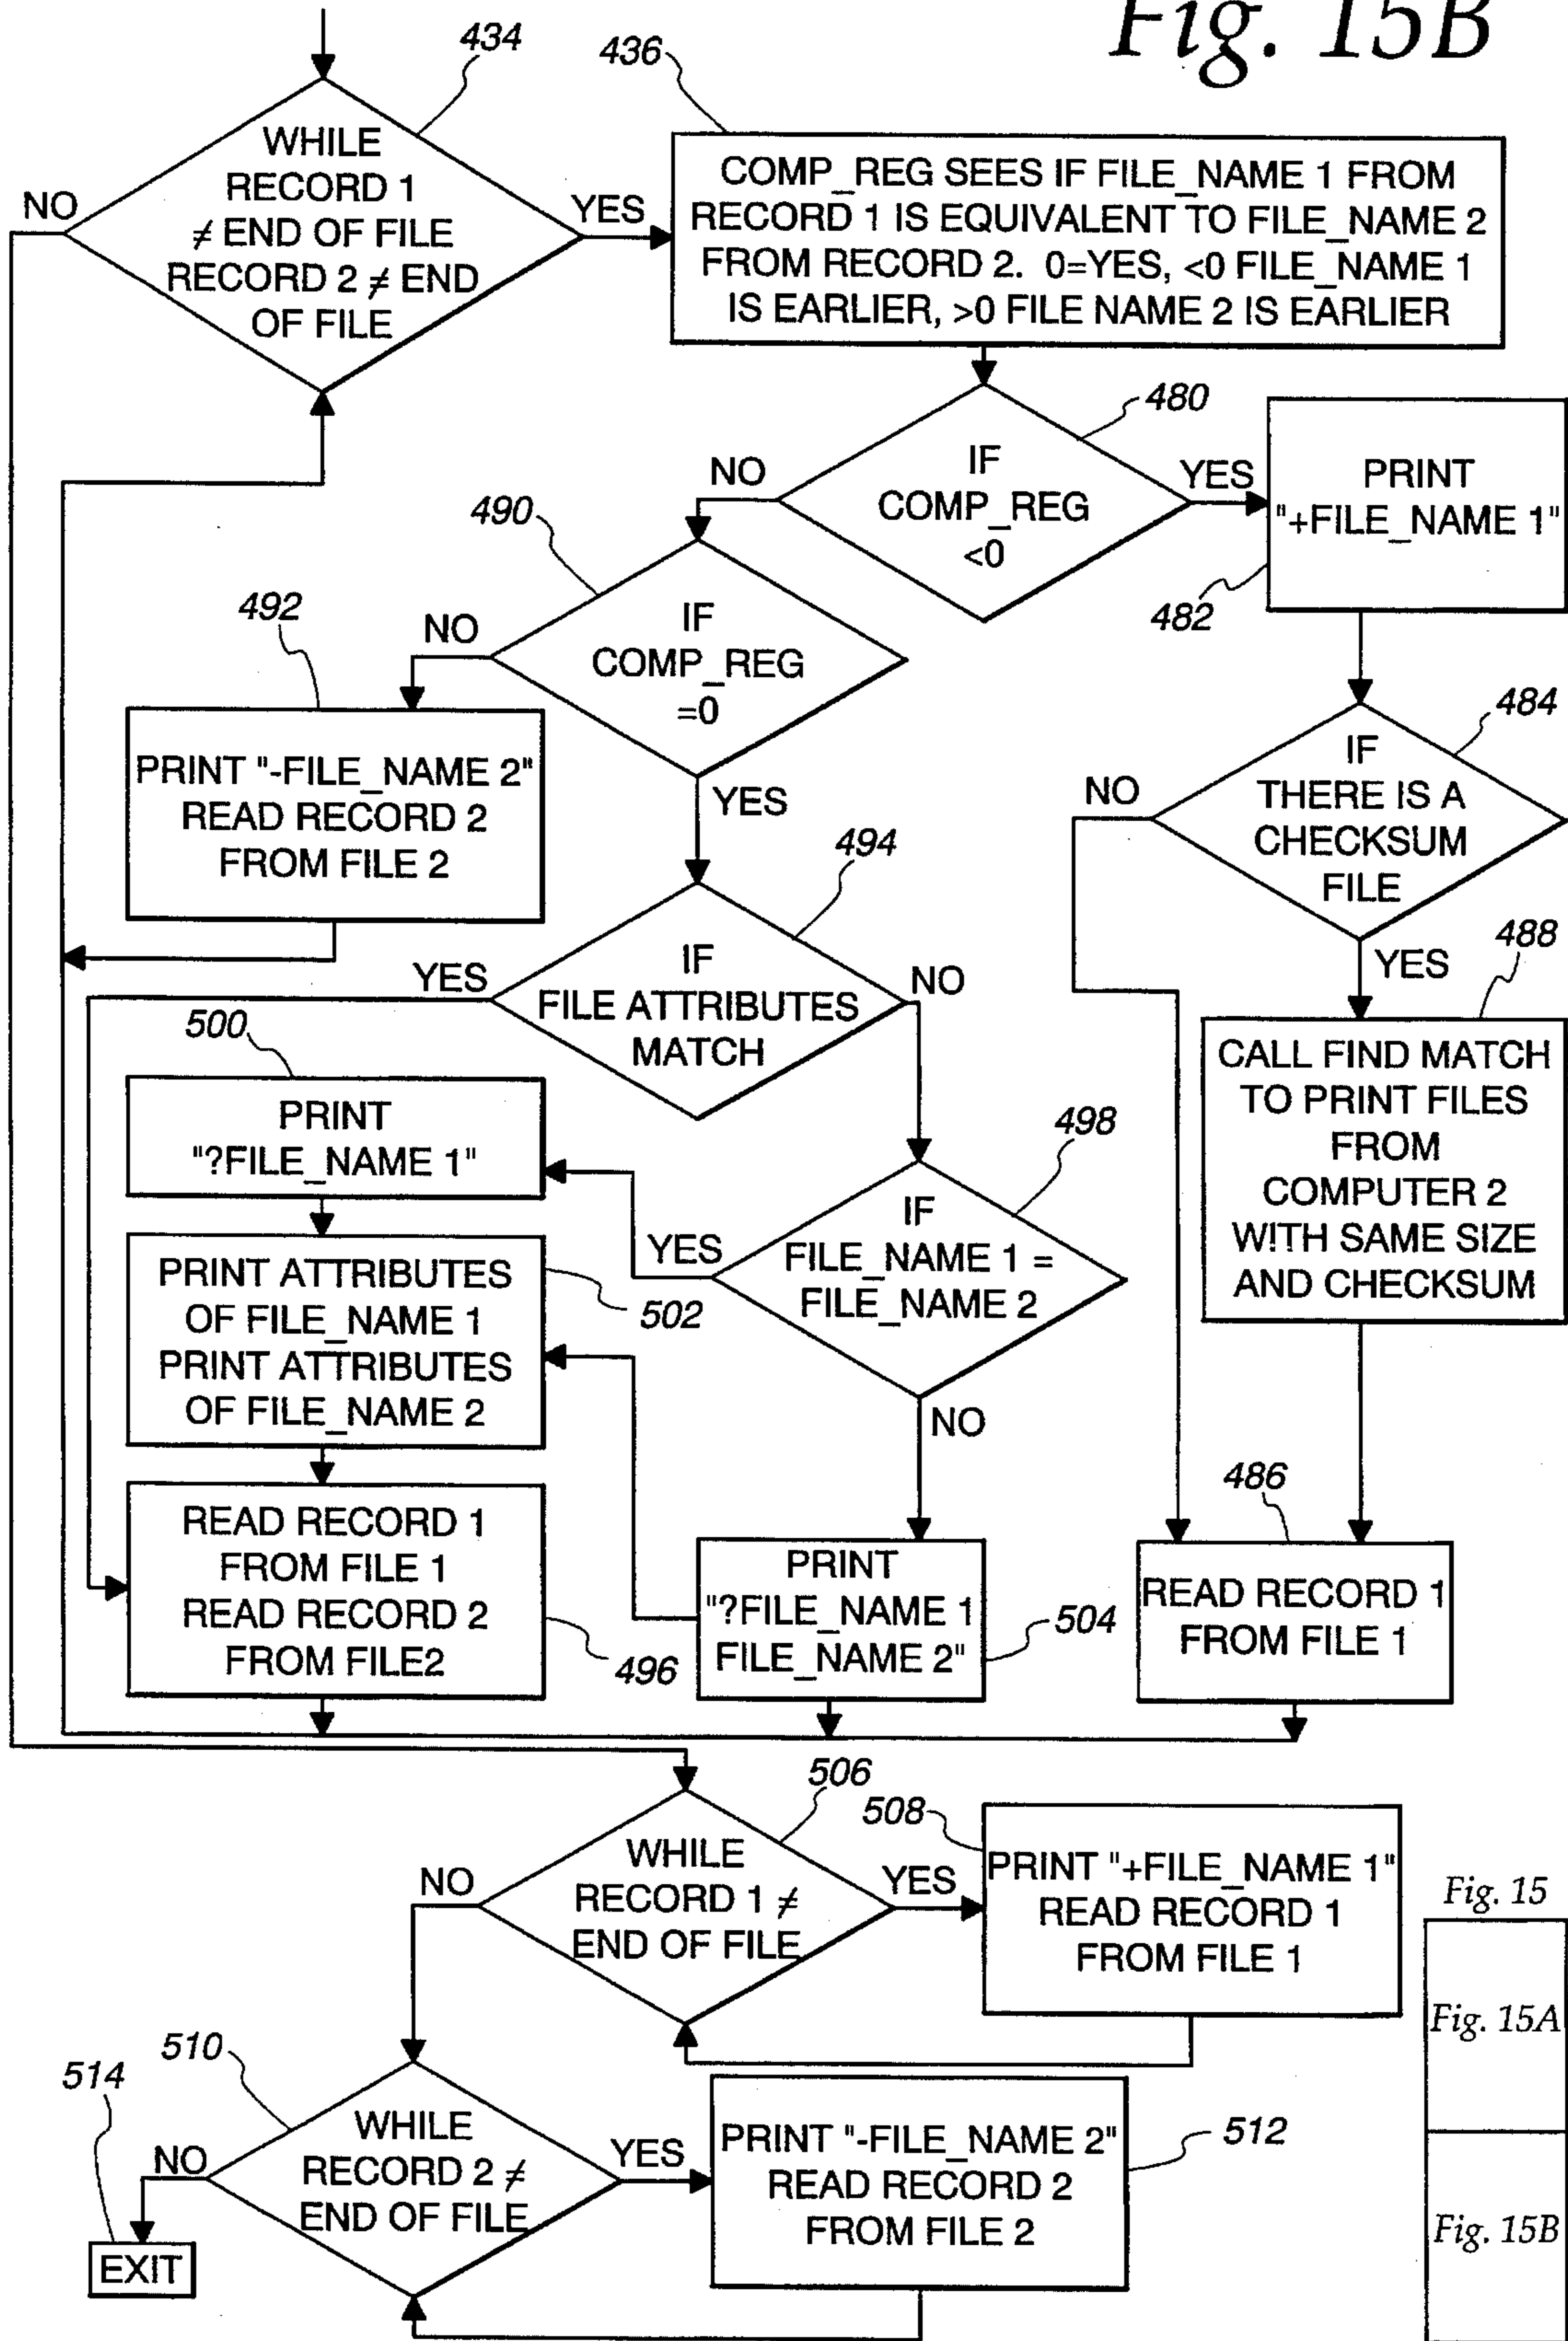 Fig. 15B
434
436
WHILE
RECORD 1
≠ END OF FILE
RECORD 2 ≠ END
OF FILE
NO
YES
COMP_REG SEES IF FILE_NAME 1 FROM
RECORD 1 IS EQUIVALENT TO FILE_NAME 2
FROM RECORD 2. 0=YES, <0 FILE_NAME 1
IS EARLIER, >0 FILE NAME 2 IS EARLIER
480
IF
COMP_REG
<0
NO
YES
PRINT
"+FILE_NAME 1"
482
490
IF
COMP_REG
=0
NO
YES
492
PRINT "-FILE_NAME 2"
READ RECORD 2
FROM FILE 2
484
IF
THERE IS A
CHECKSUM
FILE
NO
YES
494
IF
FILE ATTRIBUTES
MATCH
YES
NO
488
CALL FIND MATCH
TO PRINT FILES
FROM
COMPUTER 2
WITH SAME SIZE
AND CHECKSUM
500
PRINT
"?FILE_NAME 1"
498
IF
FILE_NAME 1 =
FILE_NAME 2
YES
NO
PRINT ATTRIBUTES
OF FILE_NAME 1
PRINT ATTRIBUTES
OF FILE_NAME 2
502
READ RECORD 1
FROM FILE 1
READ RECORD 2
FROM FILE2
496
PRINT
"?FILE_NAME 1
FILE_NAME 2"
504
486
READ RECORD 1
FROM FILE 1
506
WHILE
RECORD 1 ≠
END OF FILE
NO
YES
508
PRINT "+FILE_NAME 1"
READ RECORD 1
FROM FILE 1
510
WHILE
RECORD 2 ≠
END OF FILE
NO
YES
PRINT "-FILE_NAME 2"
READ RECORD 2
FROM FILE 2
512
514
EXIT
Fig. 15
Fig. 15A
Fig. 15B